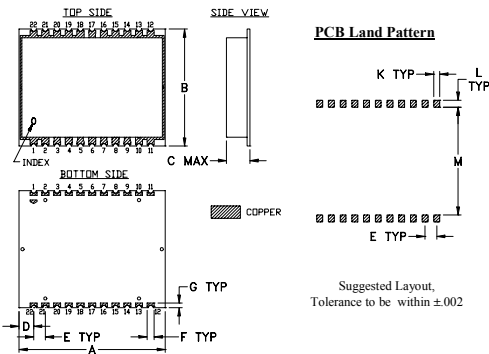 TOP SIDE
22 21 20 19 18 17 16 15 14 13 12
B
INDEX
1 2 3 4 5 6 7 8 9 10 11
SIDE VIEW
C MAX
BOTTOM SIDE
1 2 3 4 5 6 7 8 9 10 11
COPPER
G TYP
22 21 20 19 18 17 16 15 14 13 12
D
E TYP
F TYP
A
PCB Land Pattern
K TYP
L
TYP
M
E TYP
Suggested Layout,
Tolerance to be within ±.002